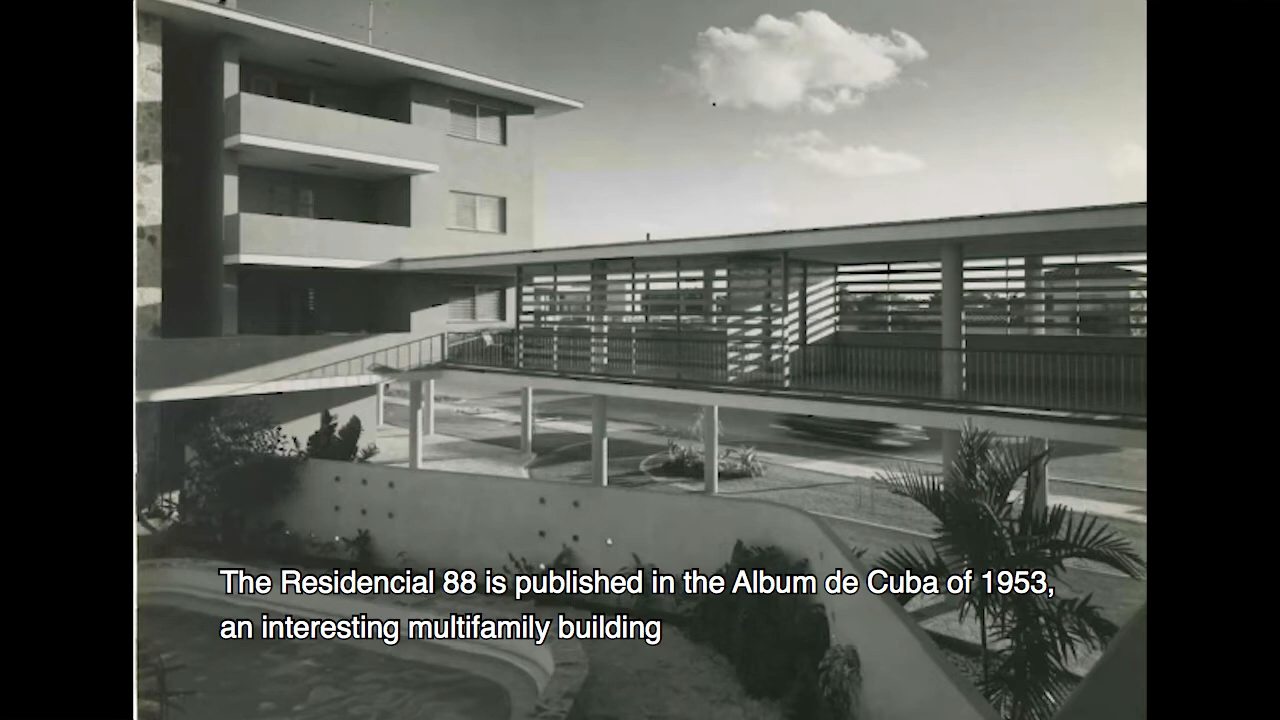 The Residencial 88 is published in the Album de Cuba of 1953,
an interesting multifamily building